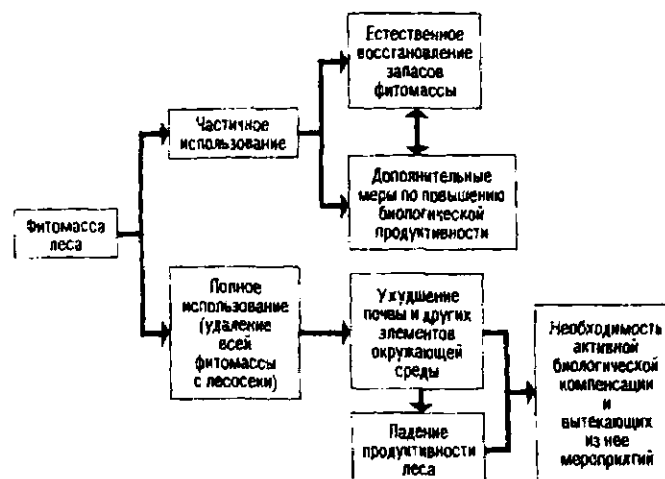 Фитомасса
леса
Частичное
использование
Естественное
восстановление
запасов
фитомассы
Дополнительные
меры по повышению
биологической
продуктивности
Полное
использование
(удаление
всей
фитомассы
с лесосеки)
Ухудшение
почвы и других
элементов
окружающей
среды
Падение
продуктивности
леса
Необходимость
активной
биологической
компенсации
и
вытекающих
из нее
мероприятий